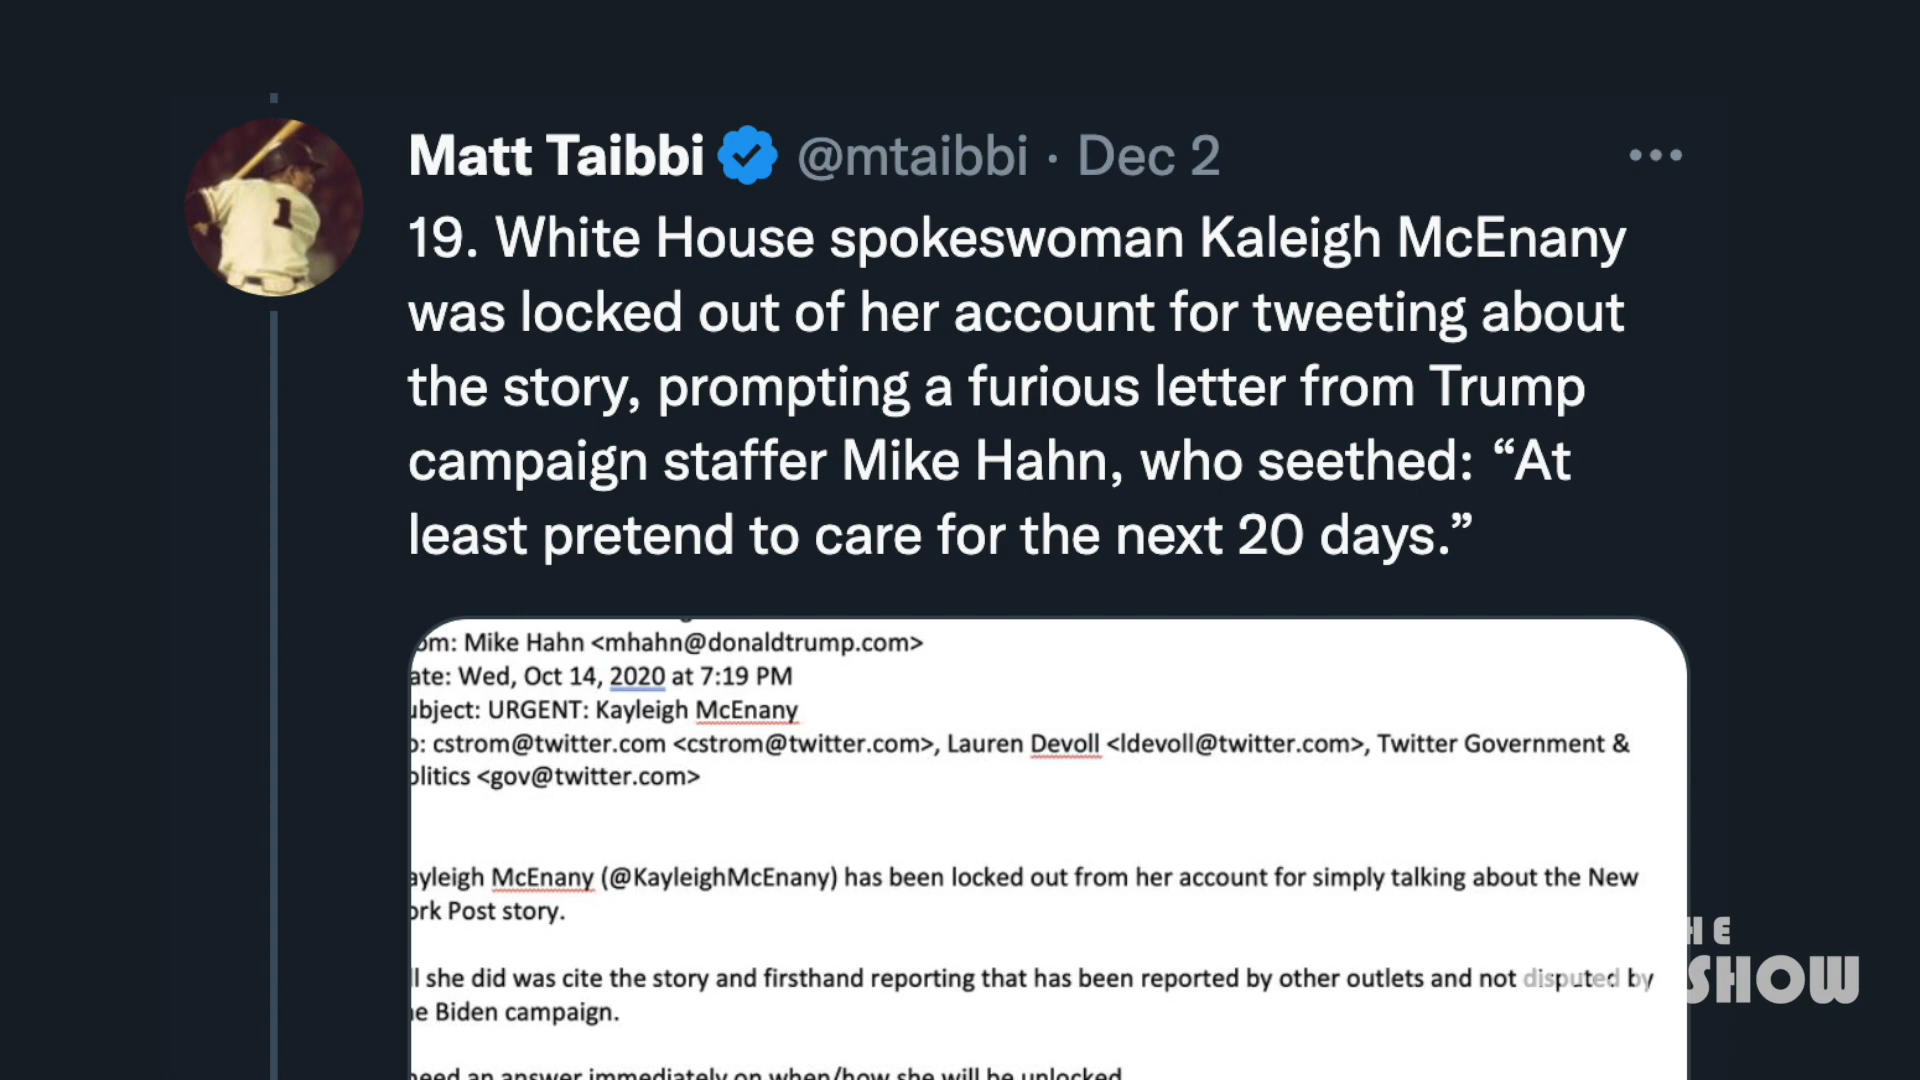 Matt Taibbi @mtaibbi · Dec 2
19. White House spokeswoman Kaleigh McEnany
was locked out of her account for tweeting about
the story, prompting a furious letter from Trump
campaign staffer Mike Hahn, who seethed: “At
least pretend to care for the next 20 days.”
1
om: Mike Hahn <mhahn@donaldtrump.com>
ate: Wed, Oct 14, 2020 at 7:19 PM
ubject: URGENT: Kayleigh McEnany
o: cstrom@twitter.com <cstrom@twitter.com>, Lauren Devoll <ldevoll@twitter.com>, Twitter Government &
olitics <gov@twitter.com>
ayleigh McEnany (@KayleighMcEnany) has been locked out from her account for simply talking about the New
ork Post story.
ll she did was cite the story and firsthand reporting that has been reported by other outlets and not disputed by
he Biden campaign.
need an answer immediately on when/how she will be unlocked
HE
SHOW